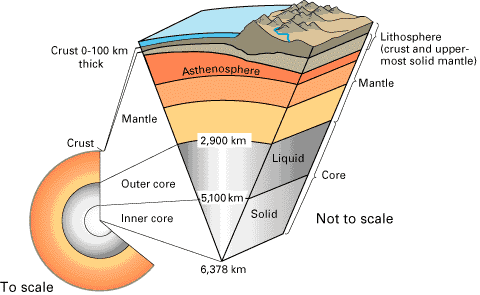 Crust 0-100 km
thick
Asthenosphere
Lithosphere
(crust and upper-
most solid mantle)
Mantle
Mantle
Crust
2,900 km
Liquid
Outer core
Core
5,100 km
Inner core
Solid
Not to scale
6,378 km
To scale